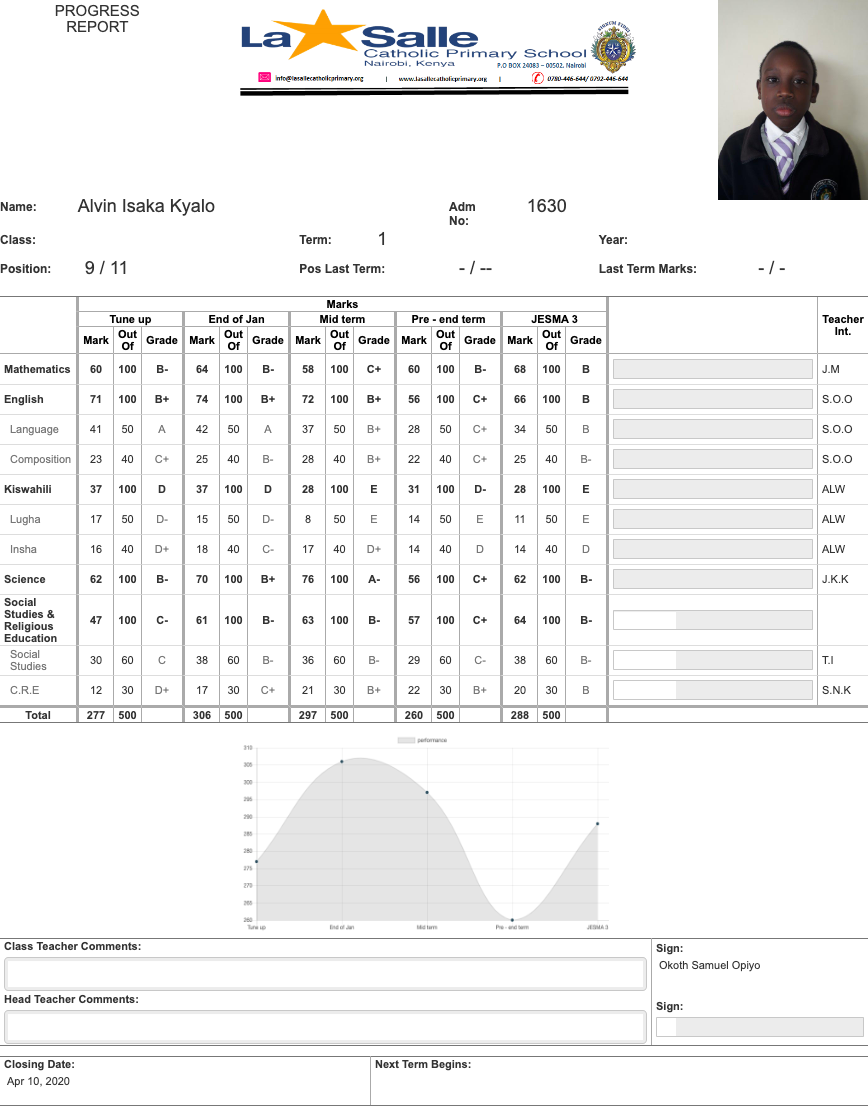 PROGRESS
REPORT
La Salle
Catholic Primary School
Nairobi, Kenya
P.O BOX 24083 – 00502, Nairobi
info@lasallecatholicprimary.org | www.lasallecatholicprimary.org | 0780-446-644/ 0792-446-644
Name: Alvin Isaka Kyalo Adm No: 1630
Class: Term: 1 Year:
Position: 9 / 11 Pos Last Term: - / -- Last Term Marks: - / -
Marks
Tune up End of Jan Mid term Pre - end term JESMA 3 Teacher Int.
Mark Out Of Grade Mark Out Of Grade Mark Out Of Grade Mark Out Of Grade Mark Out Of Grade
Mathematics 60 100 B- 64 100 B- 58 100 C+ 60 100 B- 68 100 B J.M
English 71 100 B+ 74 100 B+ 72 100 B+ 56 100 C+ 66 100 B S.O.O
Language 41 50 A 42 50 A 37 50 B+ 28 50 C+ 34 50 B S.O.O
Composition 23 40 C+ 25 40 B- 28 40 B+ 22 40 C+ 25 40 B- S.O.O
Kiswahili 37 100 D 37 100 D 28 100 E 31 100 D- 28 100 E ALW
Lugha 17 50 D- 15 50 D- 8 50 E 14 50 E 11 50 E ALW
Insha 16 40 D+ 18 40 C- 17 40 D+ 14 40 D 14 40 D ALW
Science 62 100 B- 70 100 B+ 76 100 A- 56 100 C+ 62 100 B- J.K.K
Social Studies & Religious Education 47 100 C- 61 100 B- 63 100 B- 57 100 C+ 64 100 B-
Social Studies 30 60 C 38 60 B- 36 60 B- 29 60 C- 38 60 B- T.I
C.R.E 12 30 D+ 17 30 C+ 21 30 B+ 22 30 B+ 20 30 B S.N.K
Total 277 500 306 500 297 500 260 500 288 500
performance
310
305
300
295
290
285
280
275
270
265
260
Tune up End of Jan Mid term Pre - end term JESMA 3
Class Teacher Comments: Sign:
Okoth Samuel Opiyo
Head Teacher Comments: Sign:
Closing Date: Next Term Begins:
Apr 10, 2020